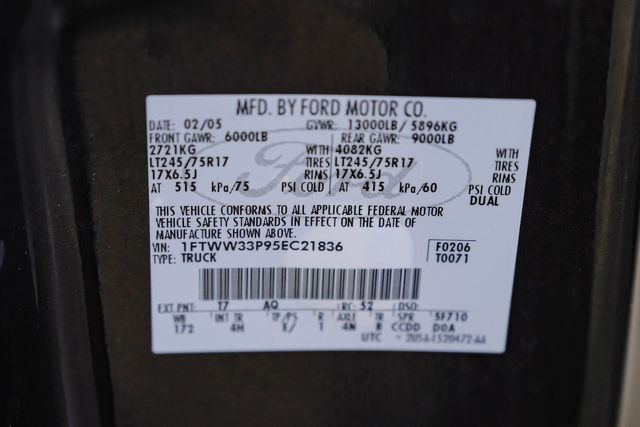 MFD. BY FORD MOTOR CO.
DATE: 02/05 GVWR: 13000LB/ 5896KG
FRONT GAWR: 6000LB REAR GAWR: 9000LB
2721KG WITH 4082KG WITH
LT245/75R17 TIRES LT245/75R17 TIRES
17X6.5J RIMS 17X6.5J RIMS
AT 515 kPa/75 PSI COLD AT 415 kPa/60 PSI COLD
DUAL
Ford
THIS VEHICLE CONFORMS TO ALL APPLICABLE FEDERAL MOTOR
VEHICLE SAFETY STANDARDS IN EFFECT ON THE DATE OF
MANUFACTURE SHOWN ABOVE.
VIN: 1FTWW33P95EC21836 F0206
TYPE: TRUCK T0071
EXT PNT: T7 AQ RC: 52 DSO:
WB INT TR TP/PS R AXLE TR SPR 5F710
172 4H E/ 1 4N B CCDD D0A
UTC